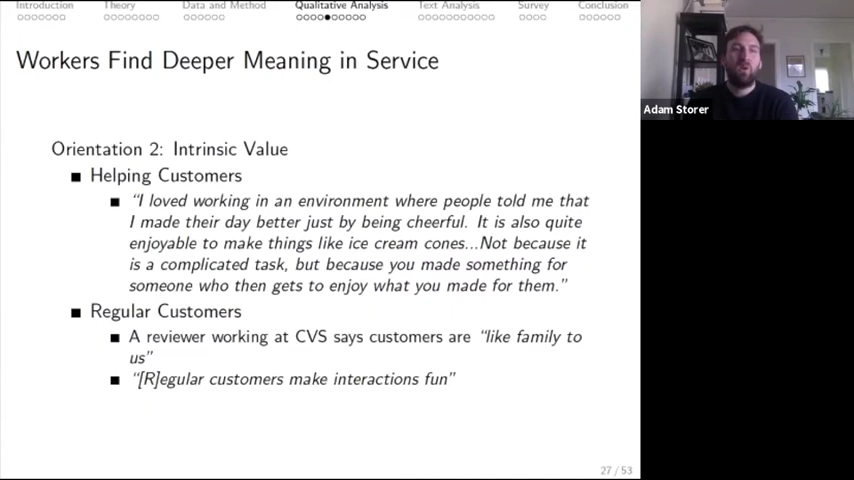 Introduction Theory Data and Method Qualitative Analysis Text Analysis Survey Conclusion
Workers Find Deeper Meaning in Service
Orientation 2: Intrinsic Value
Helping Customers
“I loved working in an environment where people told me that
I made their day better just by being cheerful. It is also quite
enjoyable to make things like ice cream cones...Not because it
is a complicated task, but because you made something for
someone who then gets to enjoy what you made for them.”
Regular Customers
A reviewer working at CVS says customers are “like family to
us”
“[R]egular customers make interactions fun”
27 / 53
Adam Storer